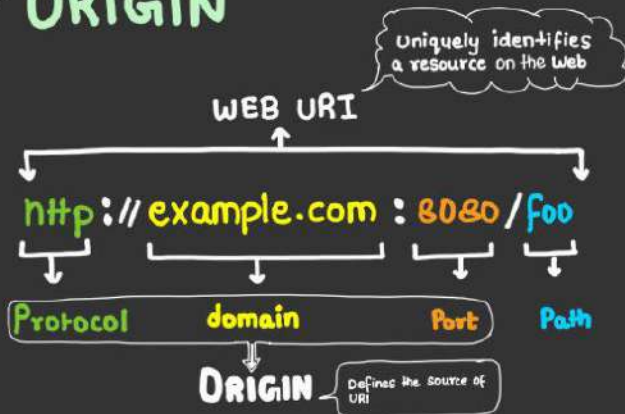 ORIGIN
Uniquely identifies
a resource on the web
WEB URI
http://example.com:8080/foo
Protocol domain Port Path
ORIGIN
Defines the source of
URI